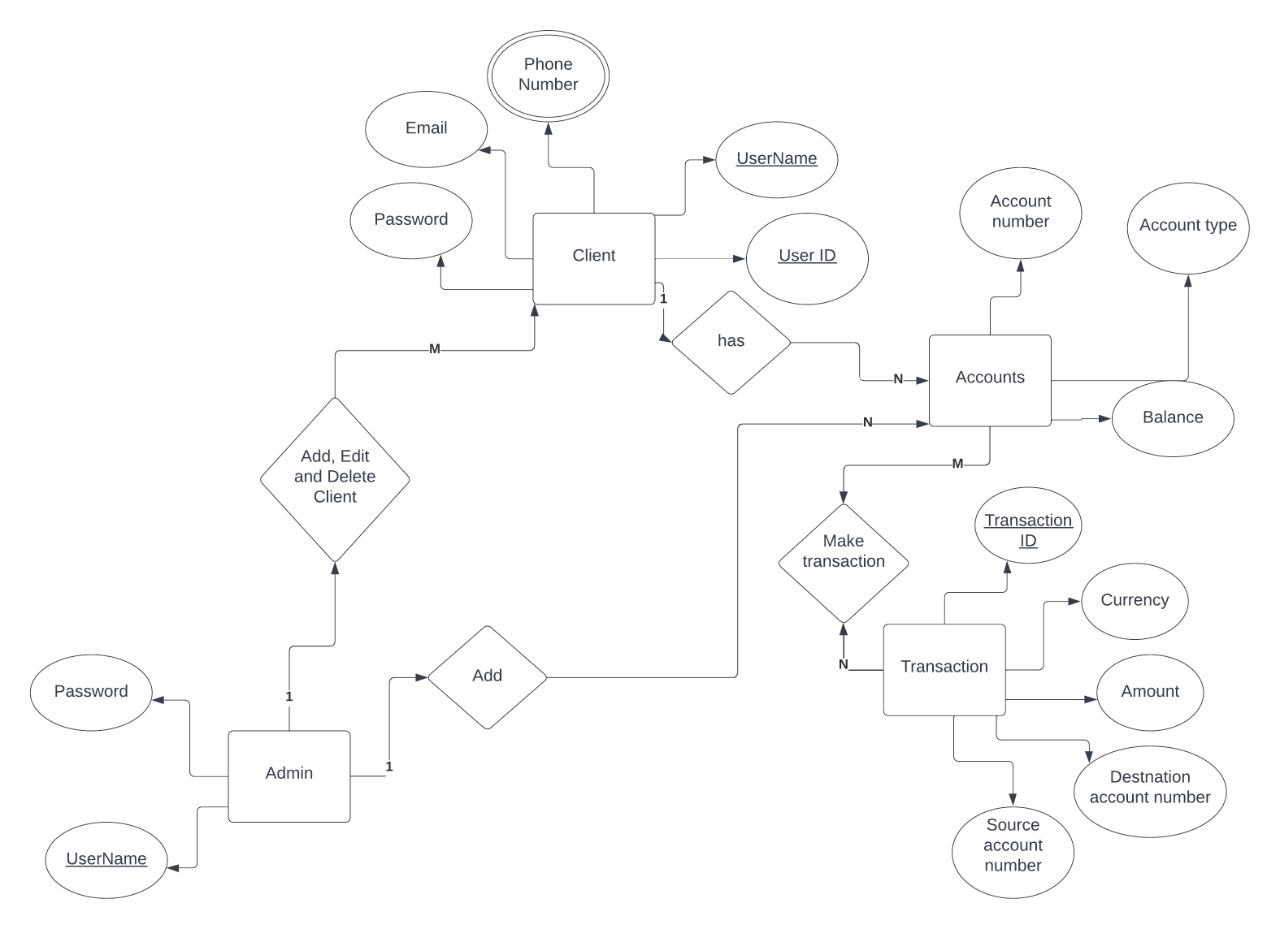 Phone
Number
Email
UserName
Password
Account
number
Account type
Client
User ID
1
has
M
N
Accounts
Balance
N
Add, Edit
and Delete
Client
M
Transaction
ID
Make
transaction
Currency
N
Transaction
Password
1
Add
Amount
Admin
1
Destnation
account number
Source
account
number
UserName